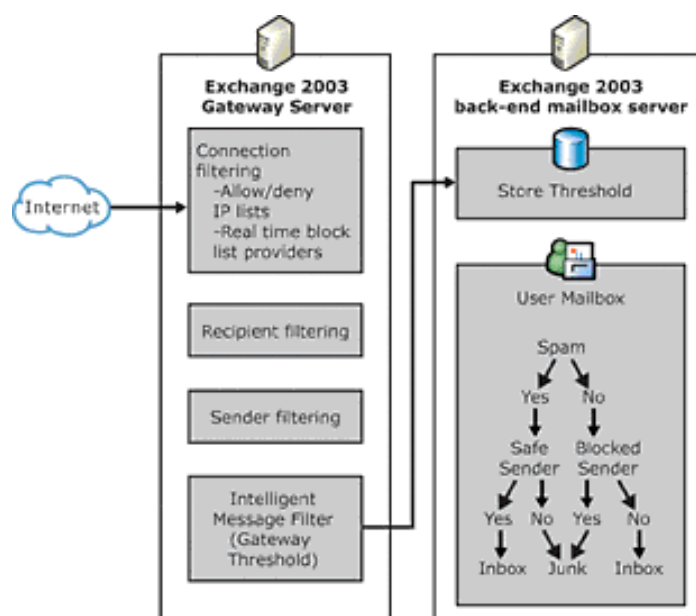 Exchange 2003
Gateway Server
Connection
filtering
-Allow/deny
IP lists
-Real time block
list providers
Internet
Recipient filtering
Sender filtering
Intelligent
Message Filter
(Gateway
Threshold)
Exchange 2003
back-end mailbox server
Store Threshold
User Mailbox
Spam
Yes No
Safe Sender Blocked Sender
Yes No Yes No
Inbox Junk Inbox